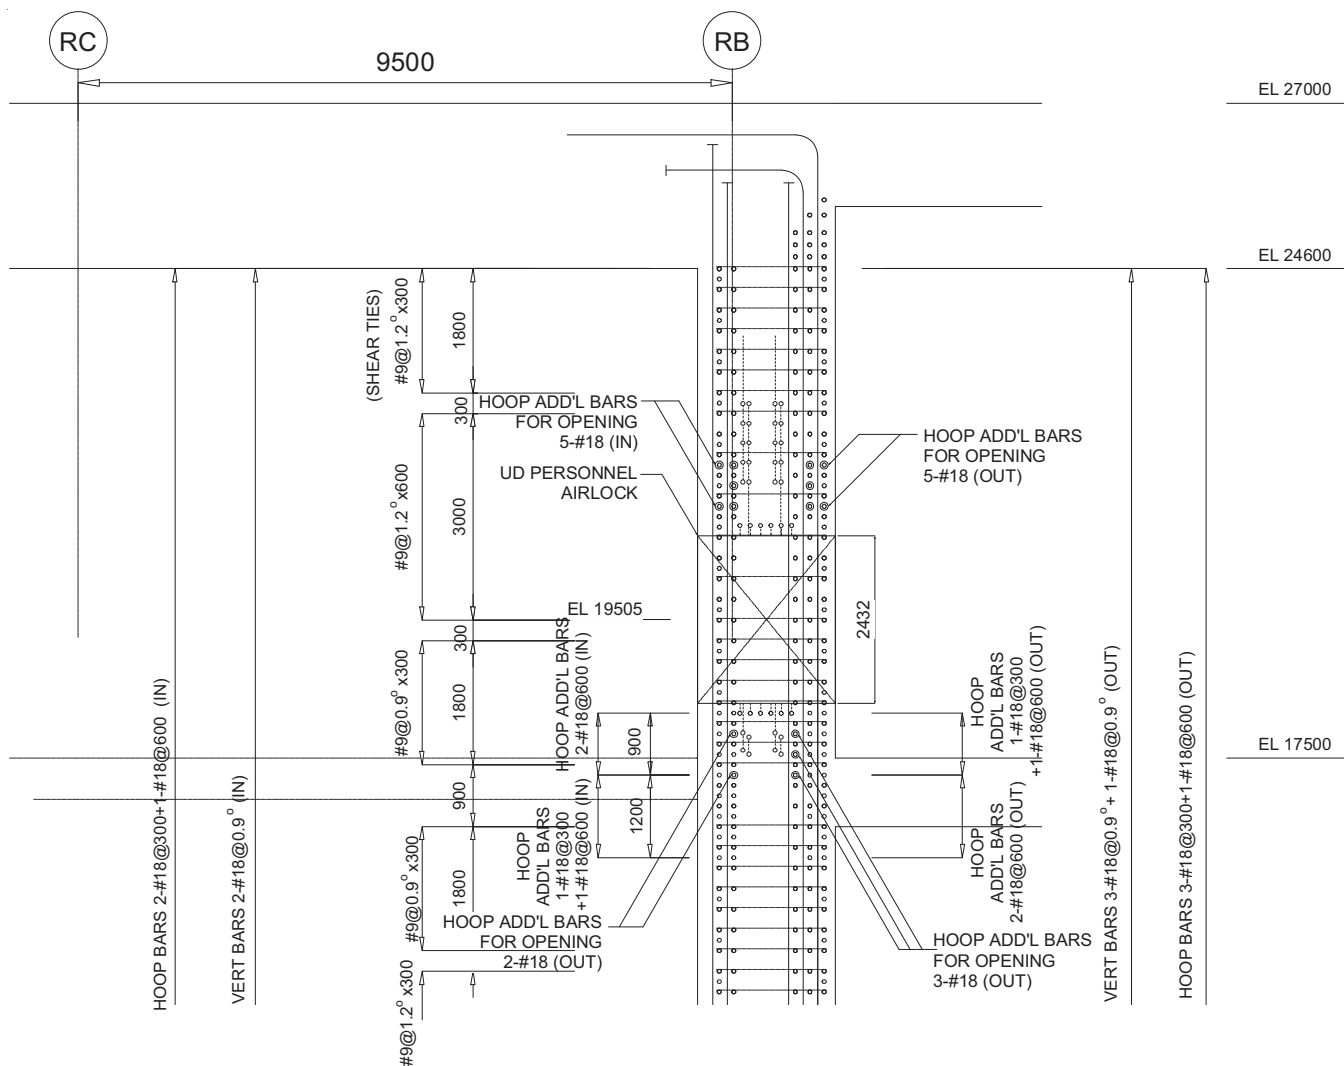 RC
RB
9500
EL 27000
EL 24600
(SHEAR TIES)
#9@1.2°x300
1800
300
HOOP ADD'L BARS
FOR OPENING
5-#18 (IN)
HOOP ADD'L BARS
FOR OPENING
5-#18 (OUT)
UD PERSONNEL
AIRLOCK
#9@1.2°x600
3000
EL 19505
2432
300
#9@0.9° x300
1800
HOOP ADD'L BARS
2-#18@600 (IN)
900
HOOP
ADD'L BARS
1-#18@300
+1-#18@600 (OUT)
EL 17500
900
1200
HOOP
ADD'L BARS
1-#18@300
+1-#18@600 (IN)
HOOP
ADD'L BARS
2-#18@600 (OUT)
#9@0.9° x300
1800
HOOP ADD'L BARS
FOR OPENING
2-#18 (OUT)
HOOP ADD'L BARS
FOR OPENING
3-#18 (OUT)
#9@1.2° x300
HOOP BARS 2-#18@300+1-#18@600 (IN)
VERT BARS 2-#18@0.9° (IN)
VERT BARS 3-#18@0.9° + 1-#18@0.9° (OUT)
HOOP BARS 3-#18@300+1-#18@600 (OUT)